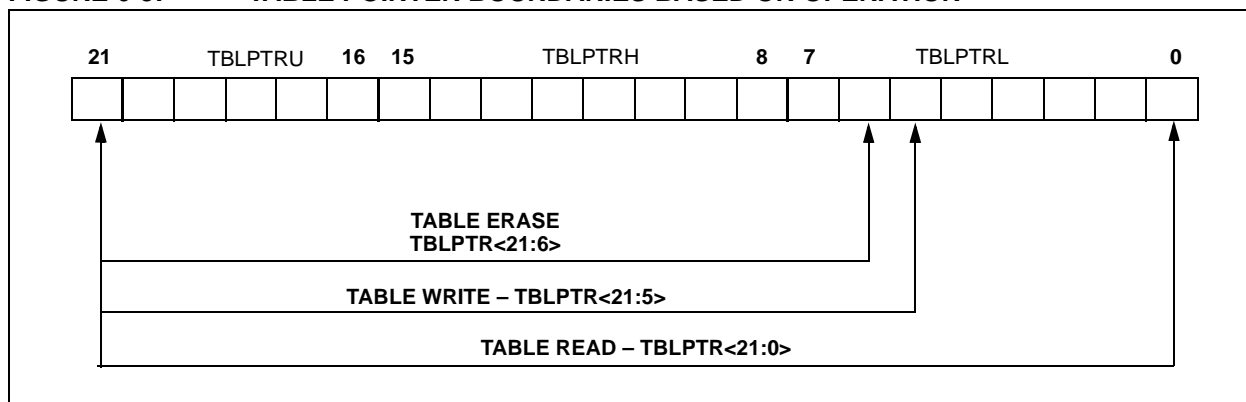 FIGURE 6-3: TABLE POINTER BOUNDARIES BASED ON OPERATION
21 TBLPTRU 16 15 TBLPTRH 8 7 TBLPTRL 0
TABLE ERASE
TBLPTR<21:6>
TABLE WRITE – TBLPTR<21:5>
TABLE READ – TBLPTR<21:0>